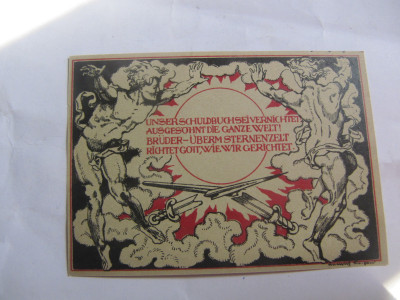 UNSER SCHULDBUCH SEI VERNICHTET
AUSGESÖHNT DIE GANZE WELT!
BRÜDER–ÜBERM STERNENZELT
RICHTET GOTT, WIE WIR GERICHTET